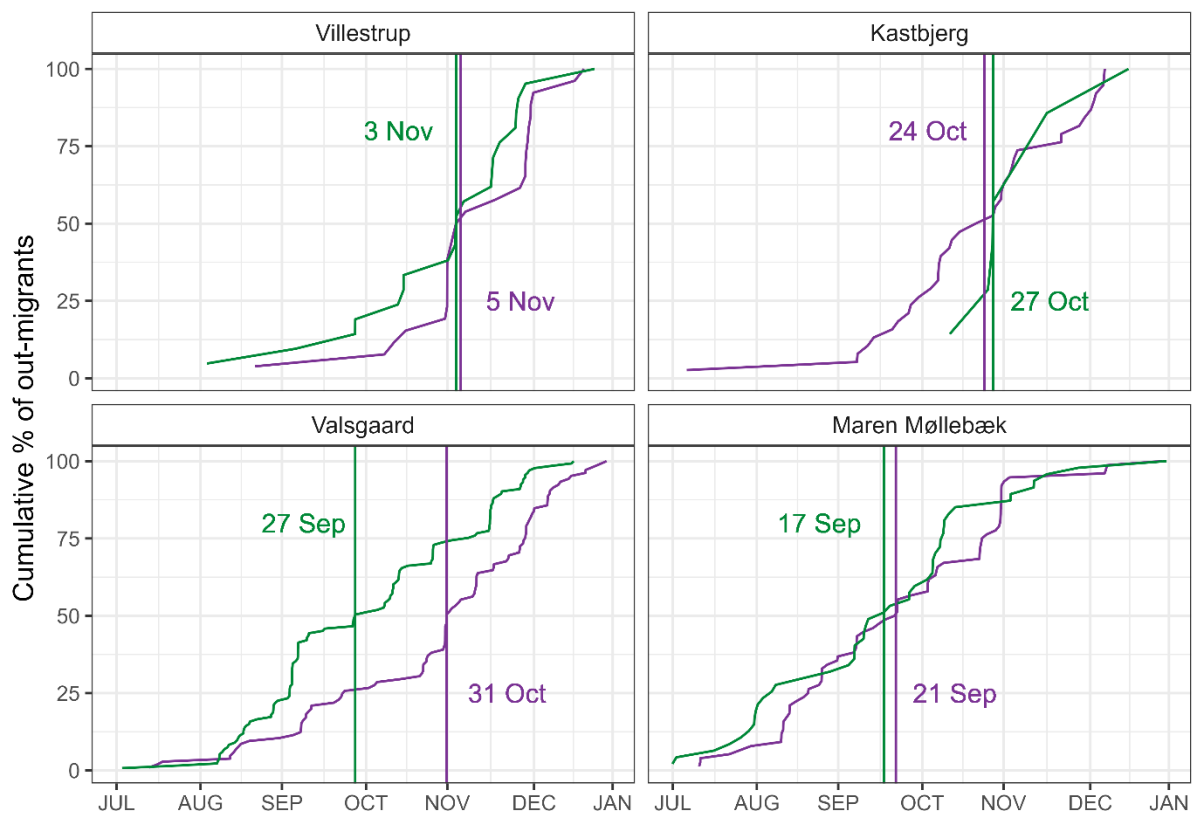 Villestrup
Kastbjerg
Cumulative % of out-migrants
100
75
50
25
0
3 Nov
5 Nov
24 Oct
27 Oct
Valsgaard
Maren Møllebæk
100
75
50
25
0
27 Sep
31 Oct
17 Sep
21 Sep
JUL AUG SEP OCT NOV DEC JAN
JUL AUG SEP OCT NOV DEC JAN